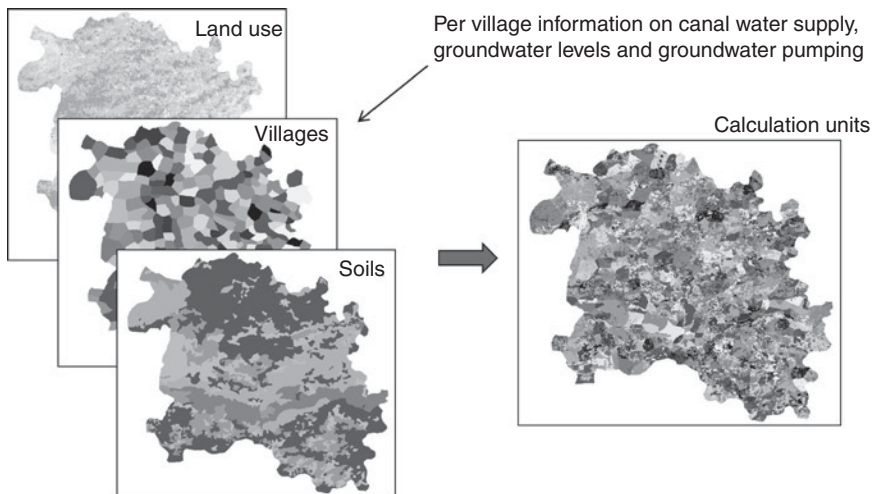 Land use
Per village information on canal water supply,
groundwater levels and groundwater pumping
Villages
Calculation units
Soils